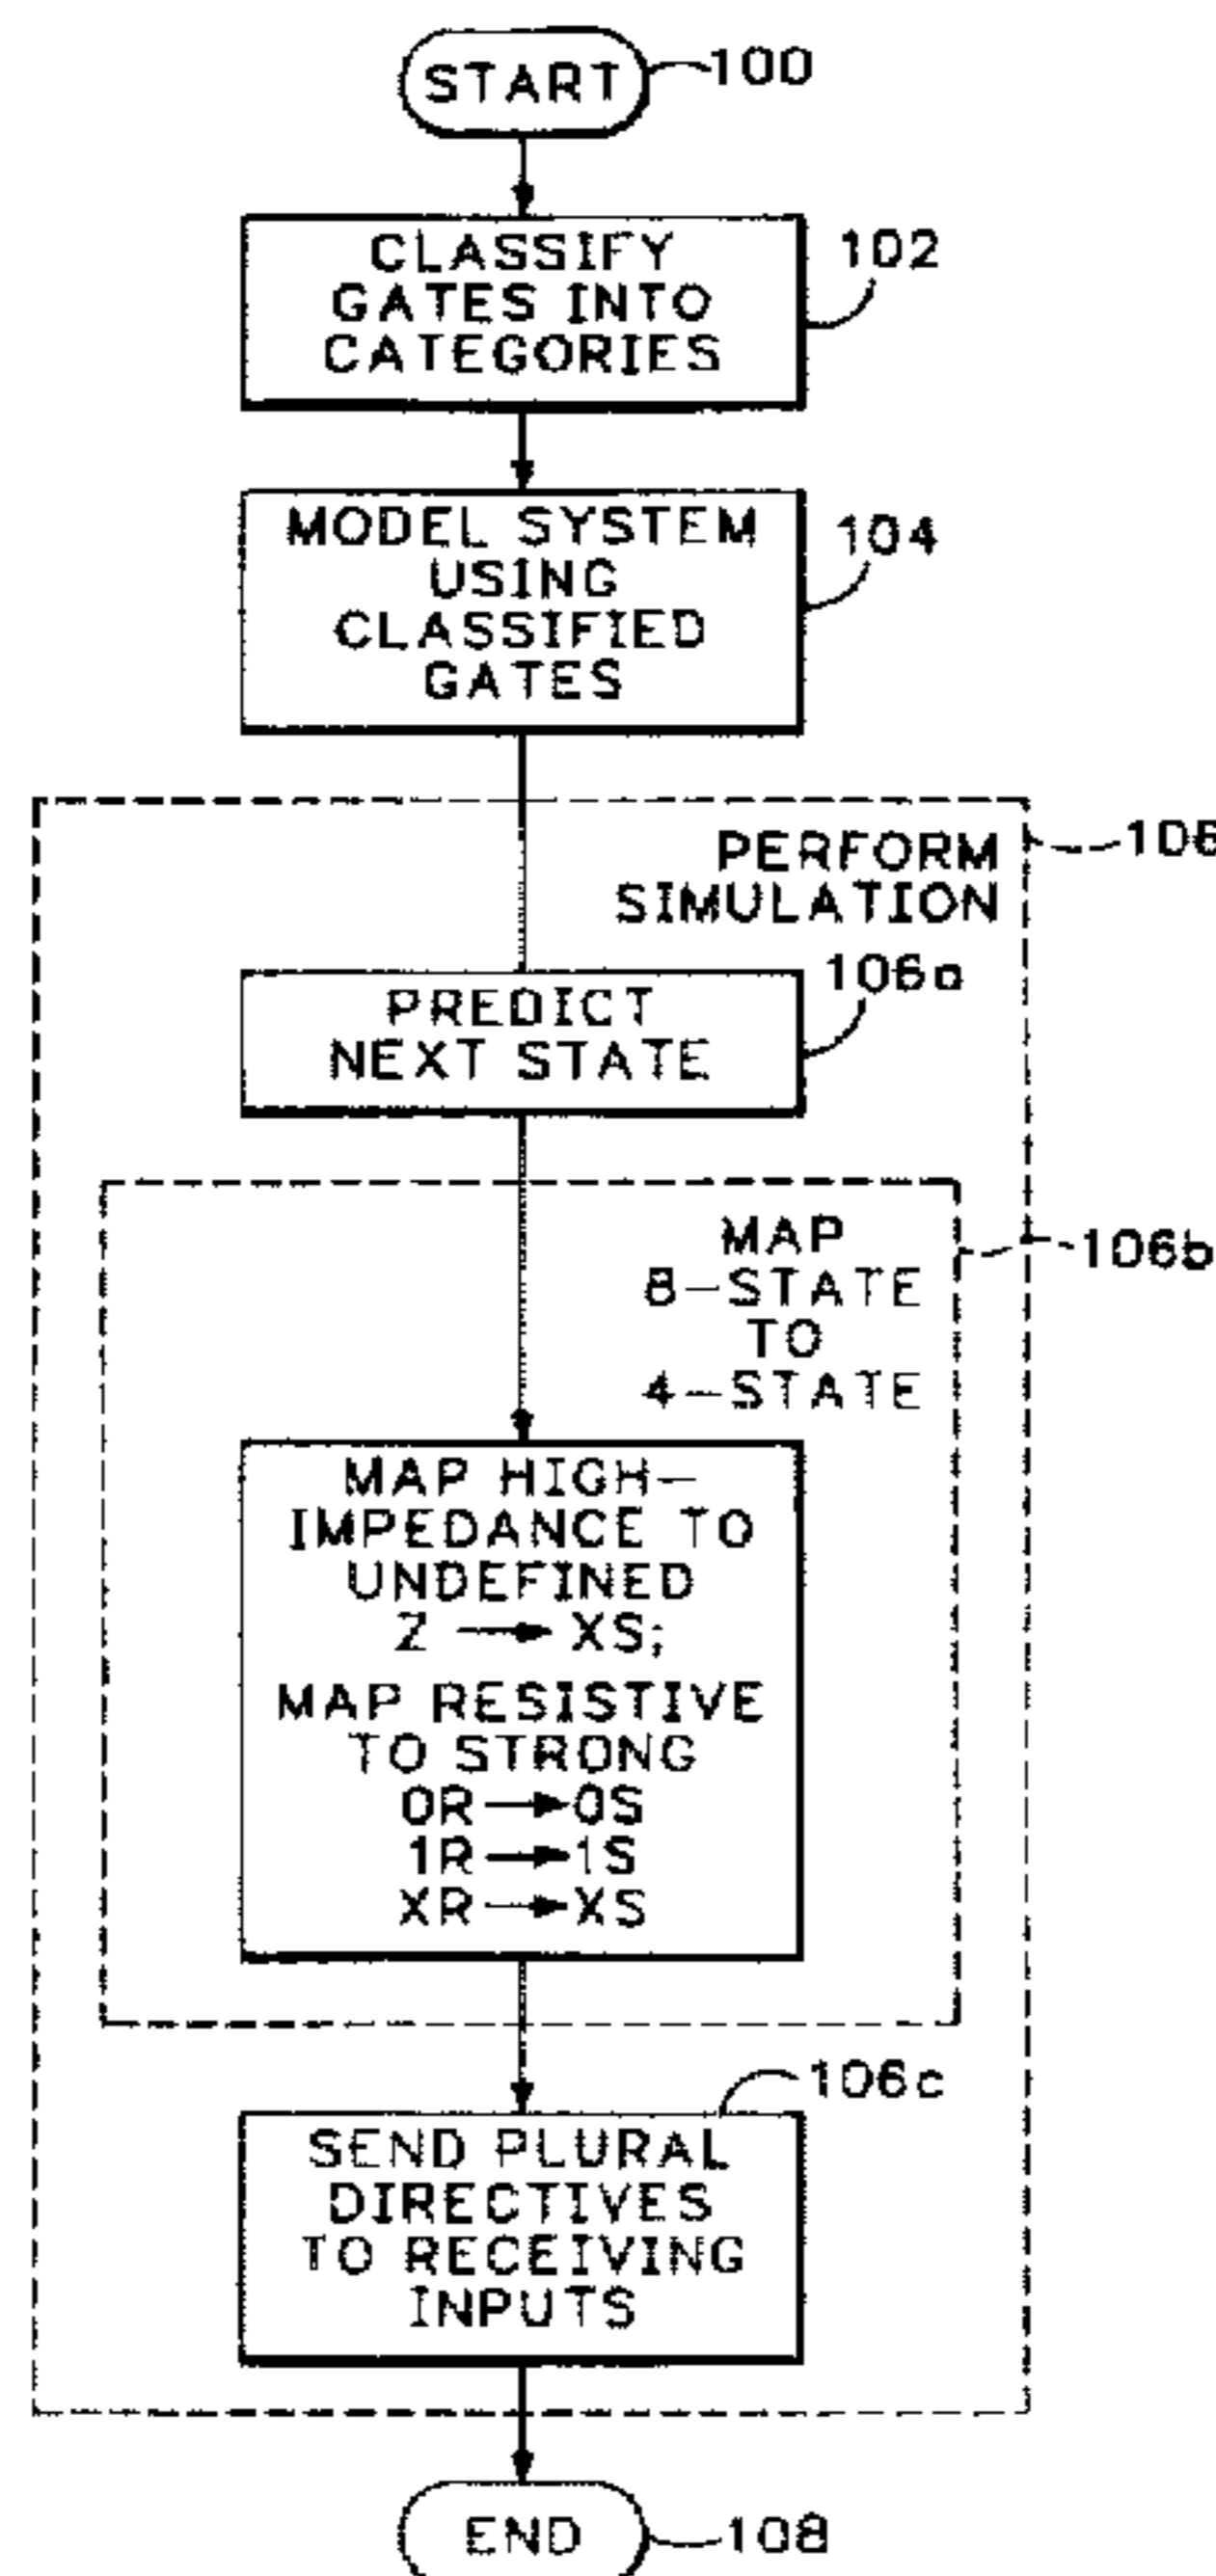 START
100
CLASSIFY
GATES INTO
CATEGORIES
102
MODEL SYSTEM
USING
CLASSIFIED
GATES
104
PERFORM
SIMULATION
106
PREDICT
NEXT STATE
106a
MAP
8-STATE
TO
4-STATE
106b
MAP HIGH-
IMPEDANCE TO
UNDEFINED
Z → XS;
MAP RESISTIVE
TO STRONG
0R → 0S
1R → 1S
XR → XS
106c
SEND PLURAL
DIRECTIVES
TO RECEIVING
INPUTS
END
108